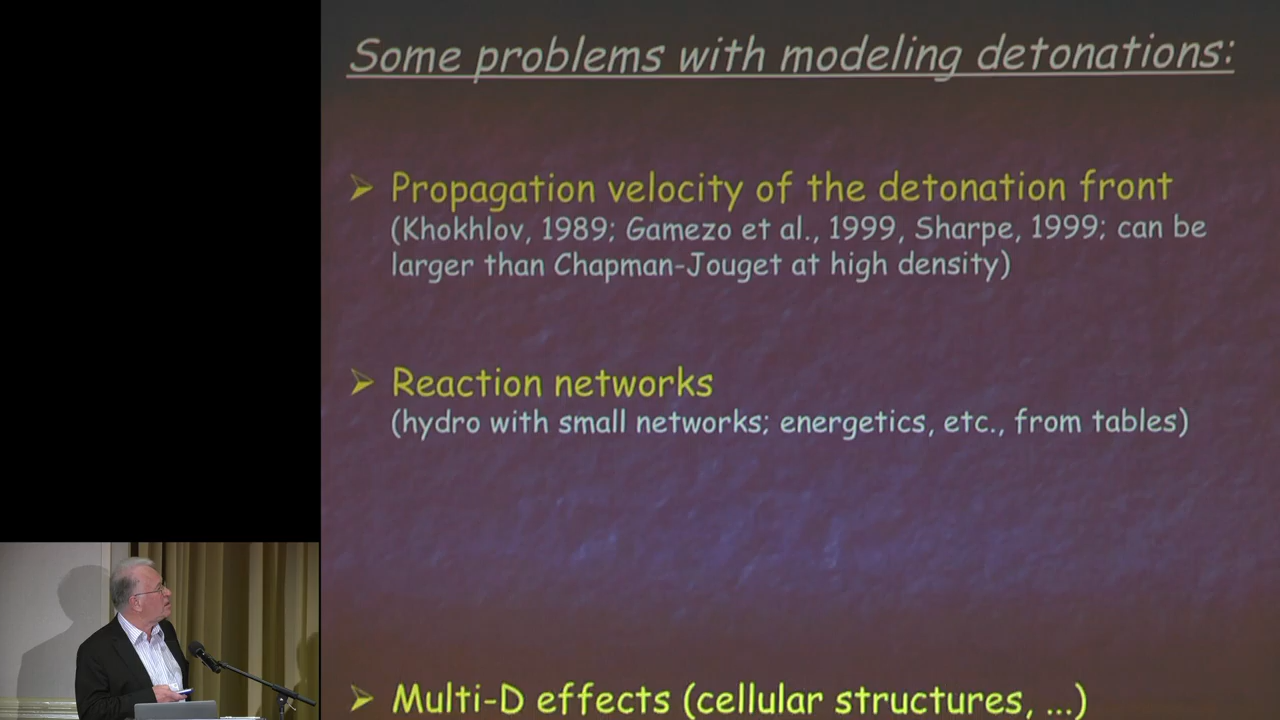 Some problems with modeling detonations:
➢ Propagation velocity of the detonation front
(Khokhlov, 1989; Gamezo et al., 1999, Sharpe, 1999; can be
larger than Chapman-Jouget at high density)
➢ Reaction networks
(hydro with small networks; energetics, etc., from tables)
➢ Multi-D effects (cellular structures, ...)